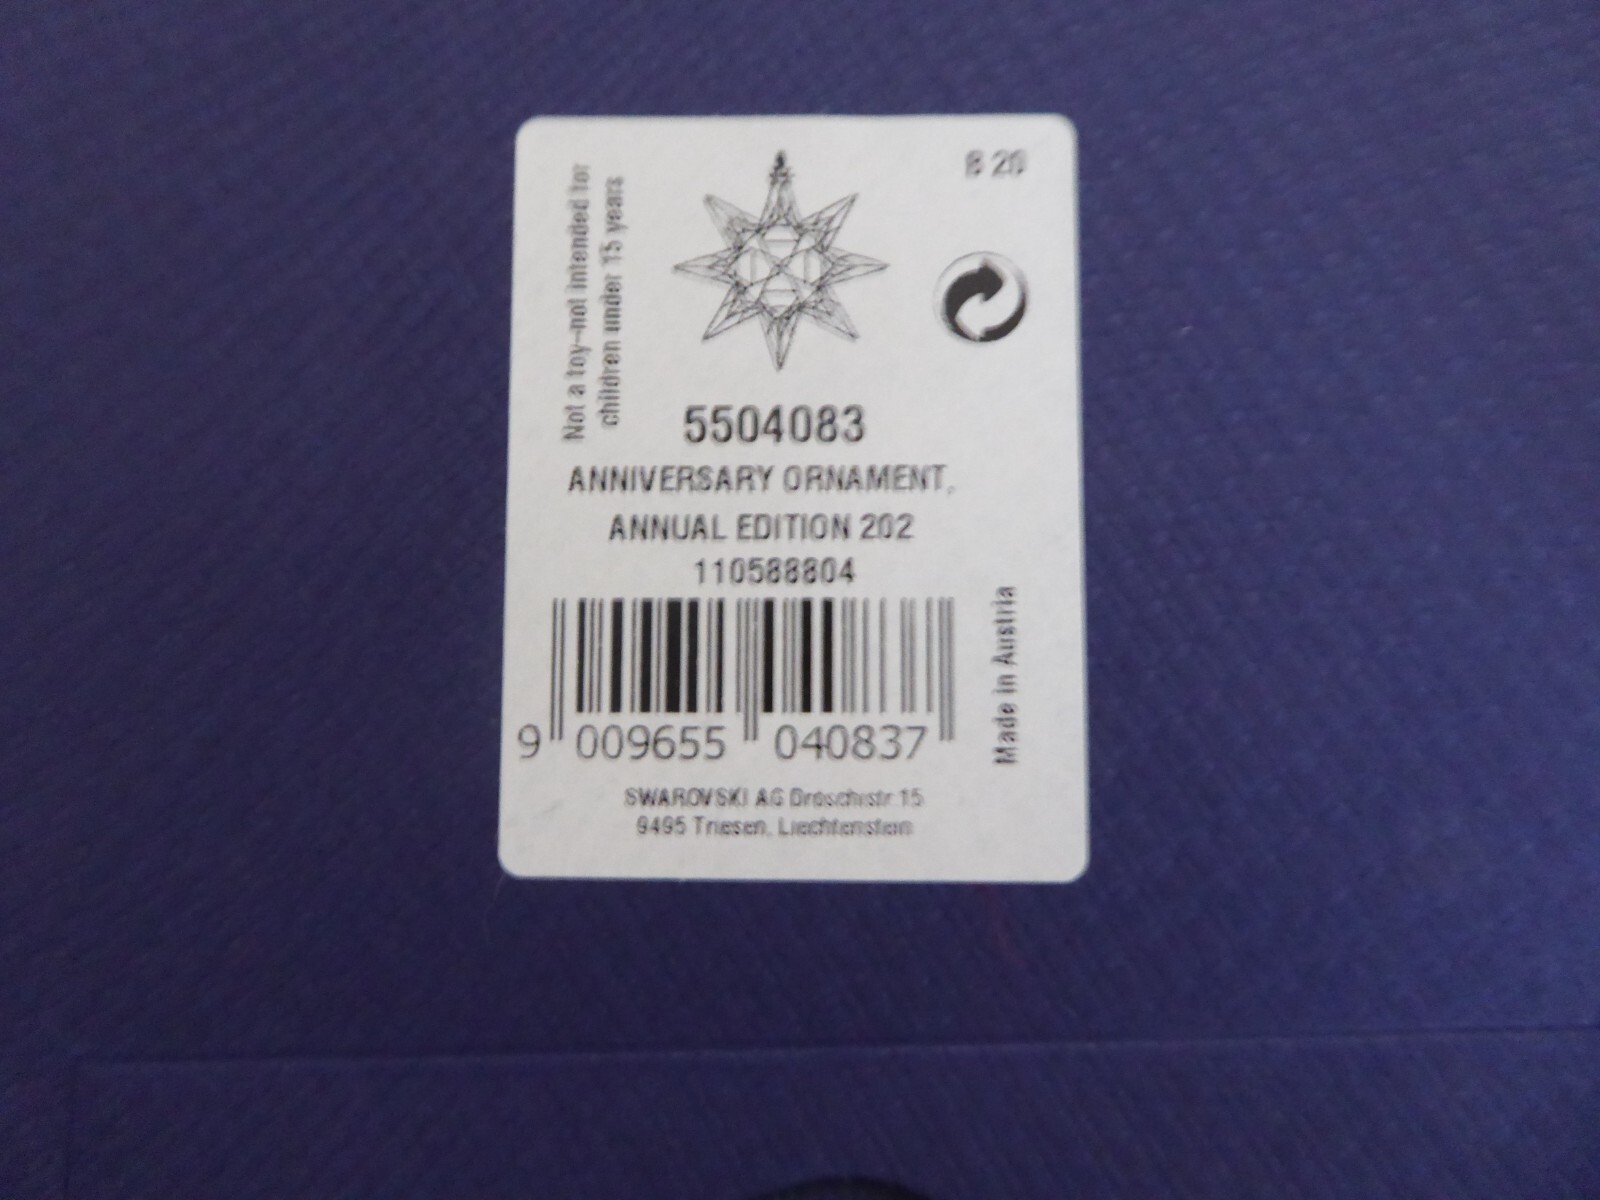 Not a toy–not intended for
children under 15 years
B 20
5504083
ANNIVERSARY ORNAMENT,
ANNUAL EDITION 202
110588804
9 009655 040837
Made in Austria
SWAROVSKI AG Dröschistr.15
9495 Triesen, Liechtenstein